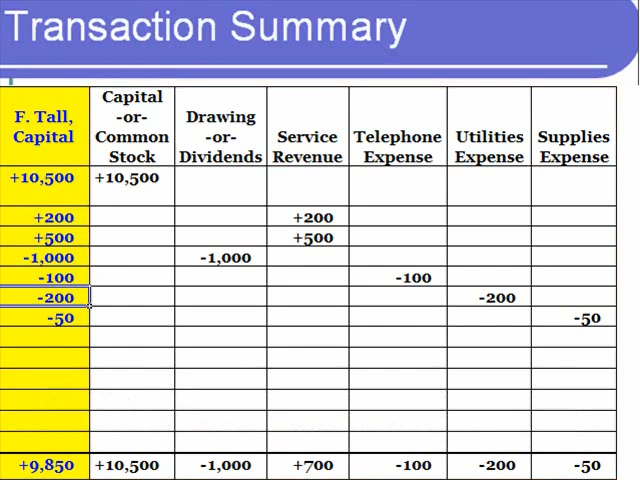 Transaction Summary
F. Tall, Capital | Capital -or- Common Stock | Drawing -or- Dividends | Service Revenue | Telephone Expense | Utilities Expense | Supplies Expense
+10,500 +10,500
+200 +200
+500 +500
-1,000 -1,000
-100 -100
-200 -200
-50 -50
+9,850 +10,500 -1,000 +700 -100 -200 -50